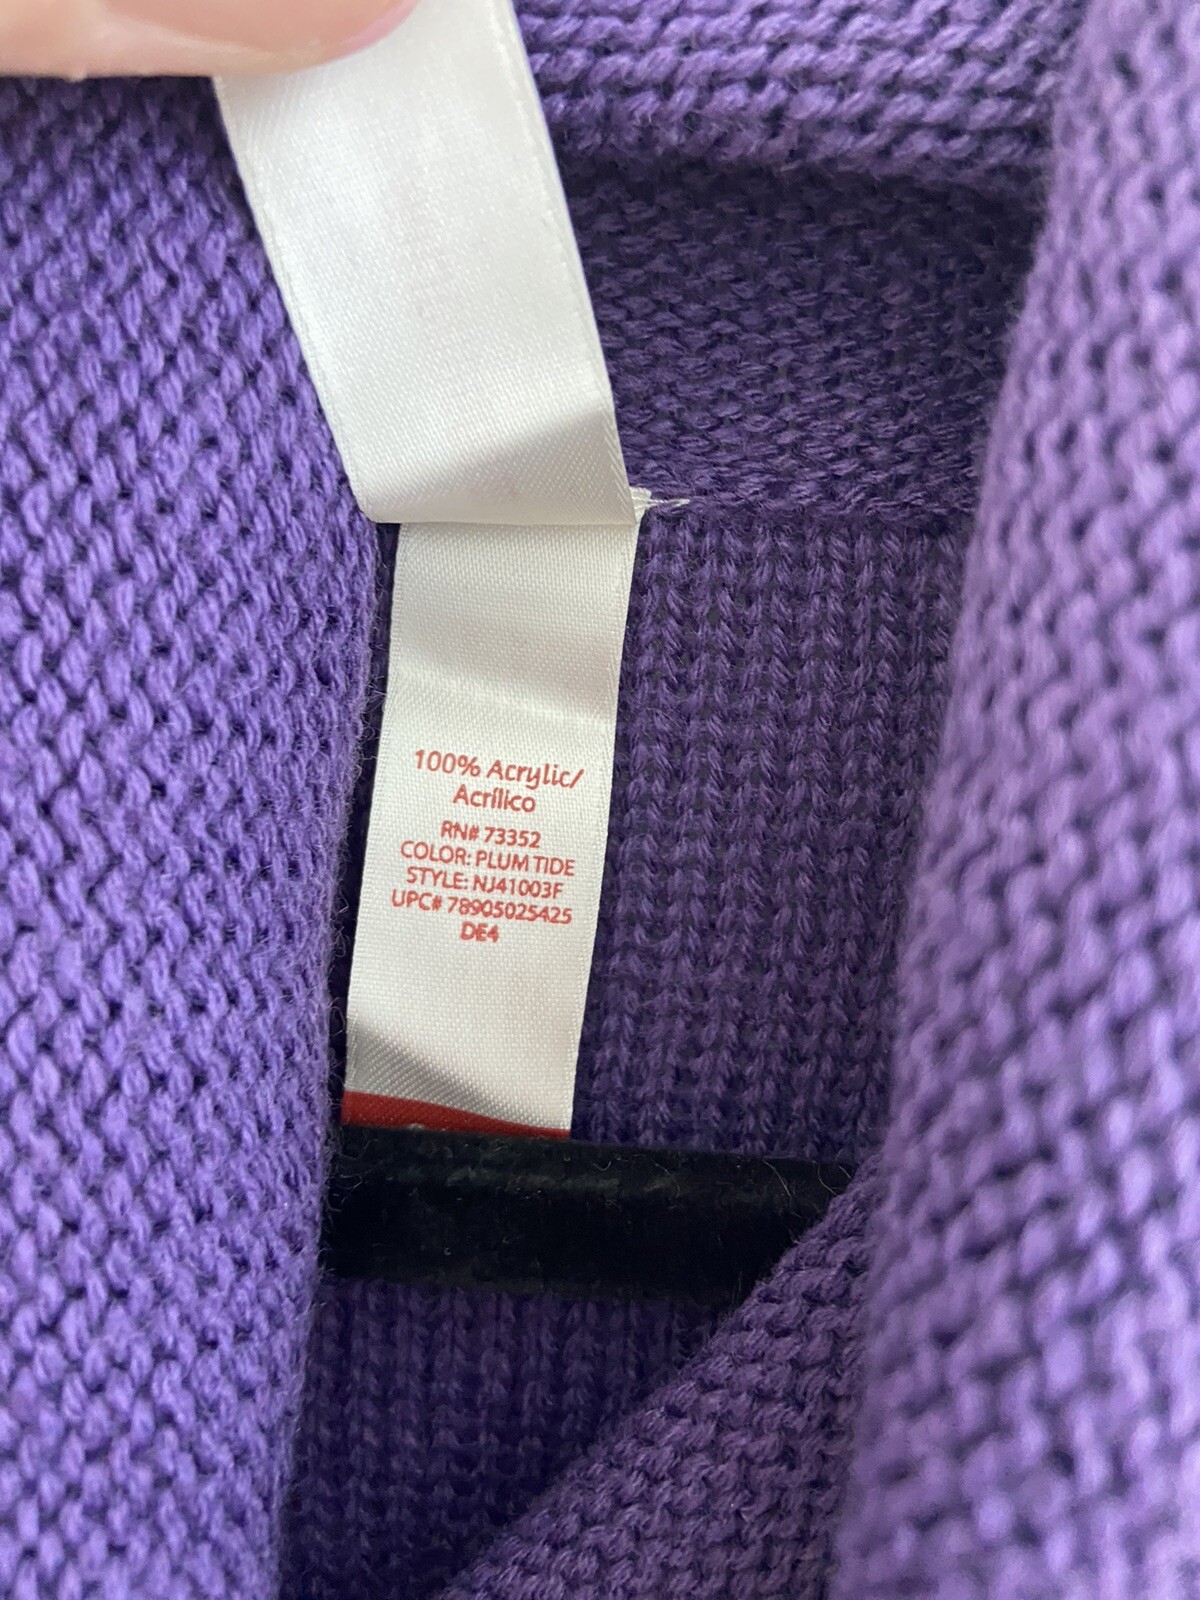 100% Acrylic/
Acrílico
RN# 73352
COLOR: PLUM TIDE
STYLE: NJ41003F
UPC# 78905025425
DE4